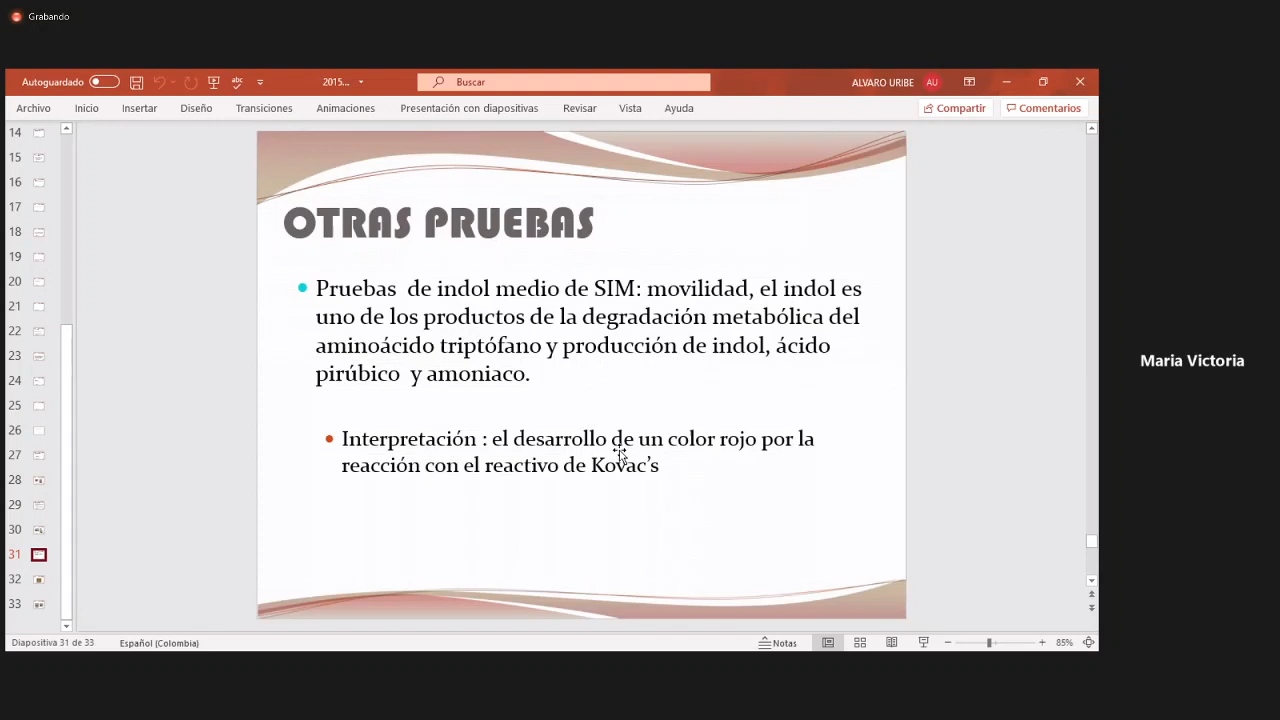 Grabando
Autoguardado abc 2015... Buscar ALVARO URIBE AU
Archivo Inicio Insertar Diseño Transiciones Animaciones Presentación con diapositivas Revisar Vista Ayuda Compartir Comentarios
14
15
16
17
18
19
20
21
22
23
24
25
26
27
28
29
30
31
32
33
OTRAS PRUEBAS
Pruebas de indol medio de SIM: movilidad, el indol es
uno de los productos de la degradación metabólica del
aminoácido triptófano y producción de indol, ácido
pirúbico y amoniaco.
Interpretación : el desarrollo de un color rojo por la
reacción con el reactivo de Kovac’s
Maria Victoria
Diapositiva 31 de 33 Español (Colombia) Notas 85%